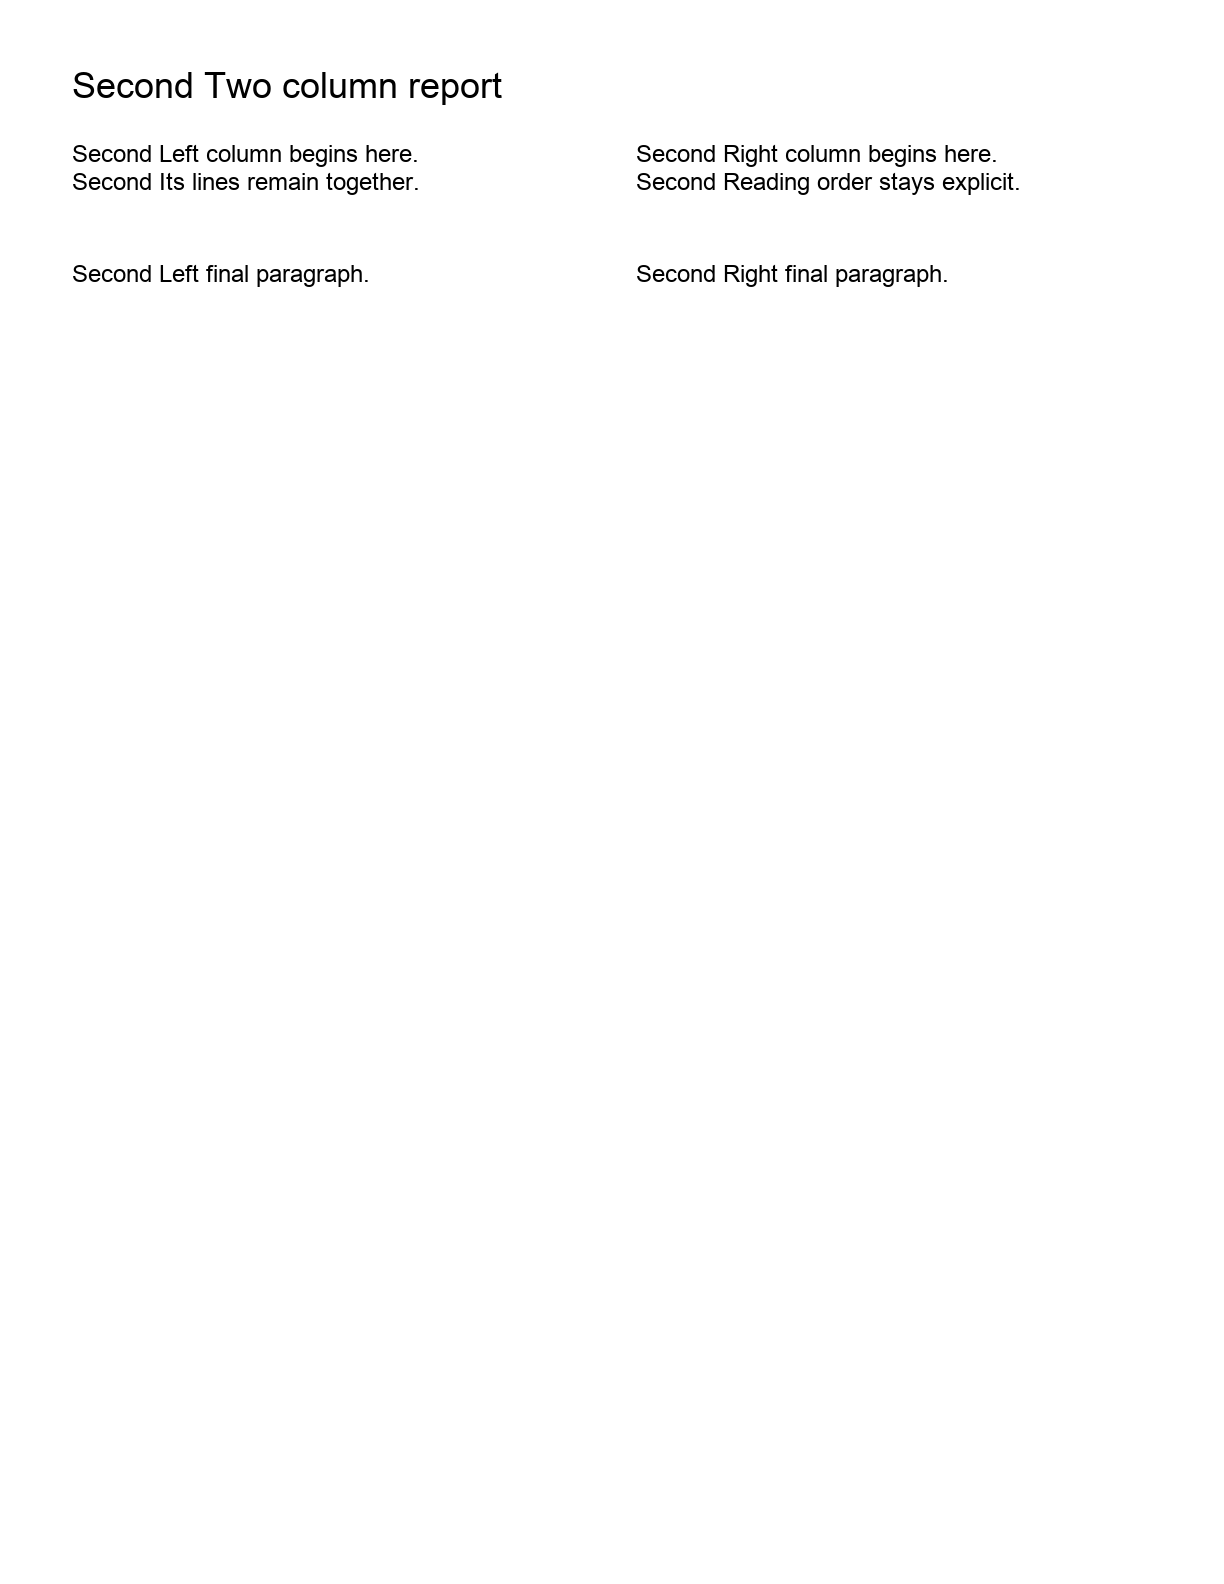 Second Two column report
Second Left column begins here.
Second Its lines remain together.
Second Left final paragraph.
Second Right column begins here.
Second Reading order stays explicit.
Second Right final paragraph.